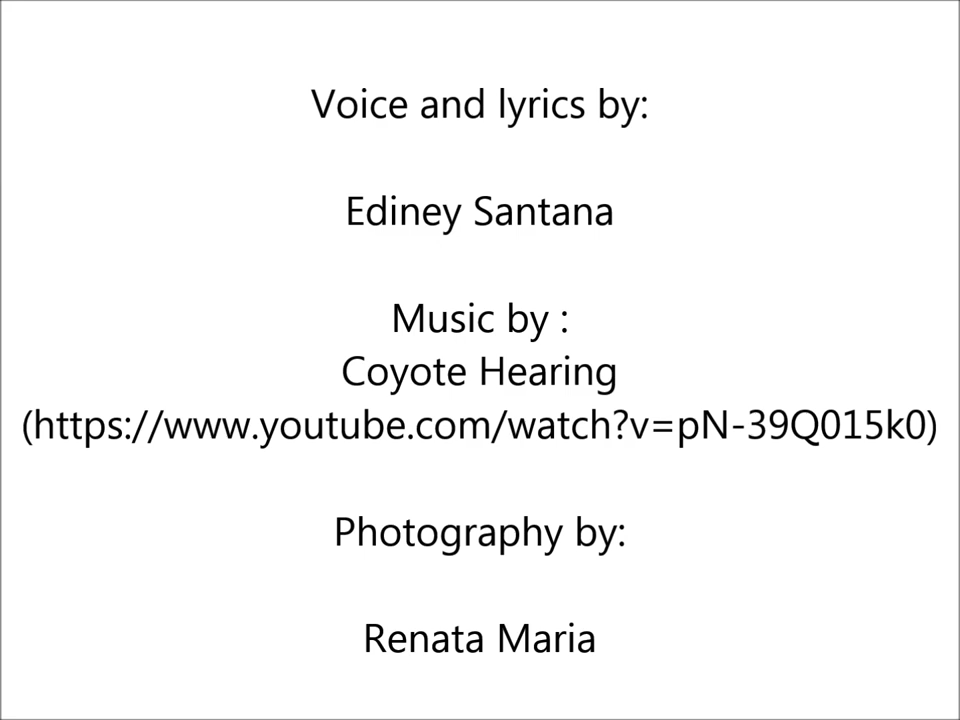 Voice and lyrics by:
Ediney Santana
Music by :
Coyote Hearing
(https://www.youtube.com/watch?v=pN-39Q015k0)
Photography by:
Renata Maria